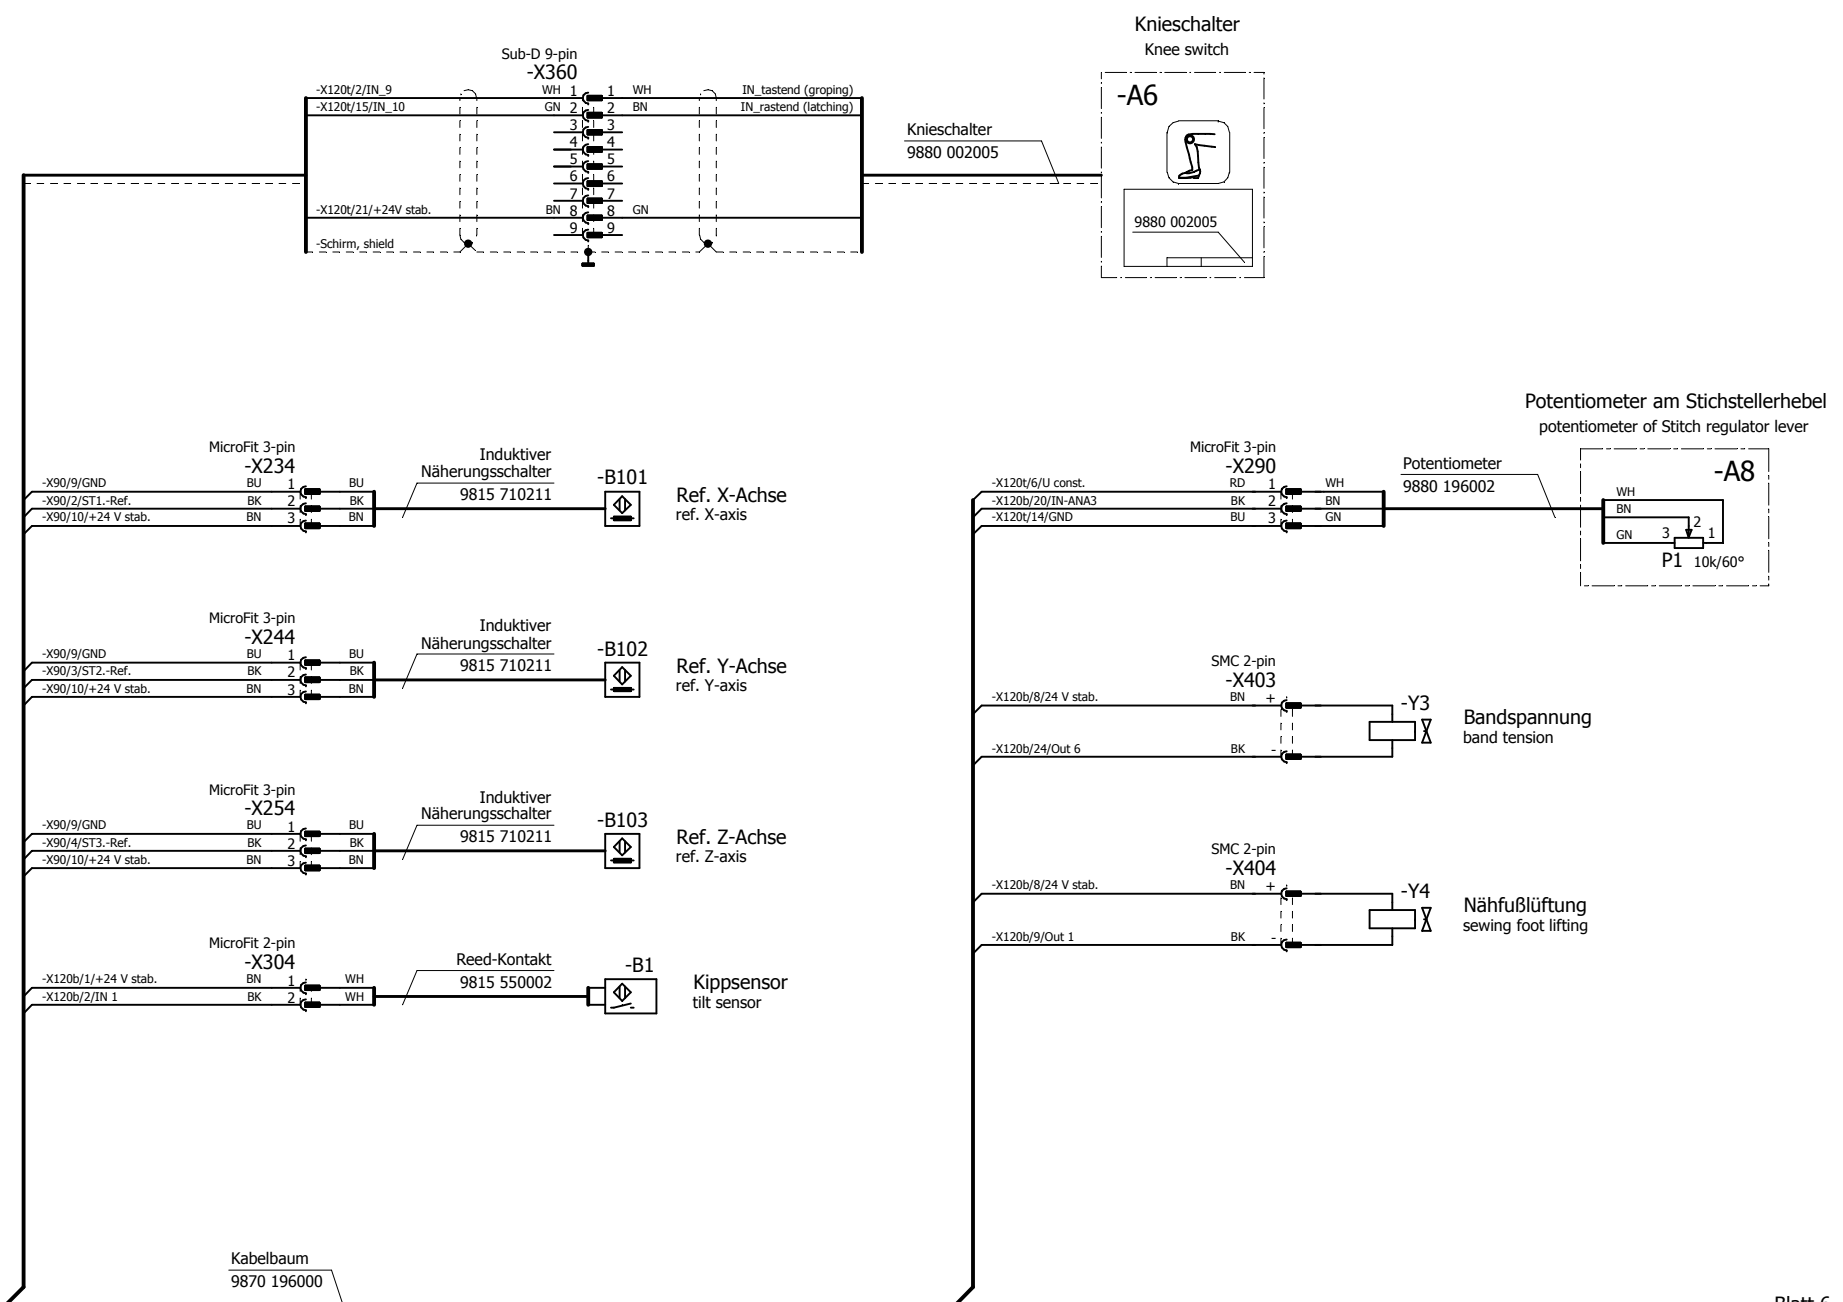 Knieschalter
Knee switch
Sub-D 9-pin
-X360
-A6
-X120t/2/IN_9 WH 1 1 WH IN_tastend (groping)
-X120t/15/IN_10 GN 2 2 BN IN_rastend (latching)
3 3
4 4
5 5
6 6
7 7
-X120t/21/+24V stab. BN 8 8 GN
9 9
-Schirm, shield
Knieschalter
9880 002005
9880 002005
MicroFit 3-pin
-X234
-X90/9/GND BU 1 BU
-X90/2/ST1.-Ref. BK 2 BK
-X90/10/+24 V stab. BN 3 BN
Induktiver
Näherungsschalter
9815 710211
-B101
Ref. X-Achse
ref. X-axis
MicroFit 3-pin
-X244
-X90/9/GND BU 1 BU
-X90/3/ST2.-Ref. BK 2 BK
-X90/10/+24 V stab. BN 3 BN
Induktiver
Näherungsschalter
9815 710211
-B102
Ref. Y-Achse
ref. Y-axis
MicroFit 3-pin
-X254
-X90/9/GND BU 1 BU
-X90/4/ST3.-Ref. BK 2 BK
-X90/10/+24 V stab. BN 3 BN
Induktiver
Näherungsschalter
9815 710211
-B103
Ref. Z-Achse
ref. Z-axis
MicroFit 2-pin
-X304
-X120b/1/+24 V stab. BN 1 WH
-X120b/2/IN 1 BK 2 WH
Reed-Kontakt
9815 550002
-B1
Kippsensor
tilt sensor
Kabelbaum
9870 196000
Potentiometer am Stichstellerhebel
potentiometer of Stitch regulator lever
MicroFit 3-pin
-X290
-X120t/6/U const. RD 1 WH
-X120b/20/IN-ANA3 BK 2 BN
-X120t/14/GND BU 3 GN
Potentiometer
9880 196002
-A8
WH
BN
GN 3 2 1
P1 10k/60°
SMC 2-pin
-X403
-X120b/8/24 V stab. BN +
-X120b/24/Out 6 BK -
-Y3
Bandspannung
band tension
SMC 2-pin
-X404
-X120b/8/24 V stab. BN +
-X120b/9/Out 1 BK -
-Y4
Nähfußlüftung
sewing foot lifting